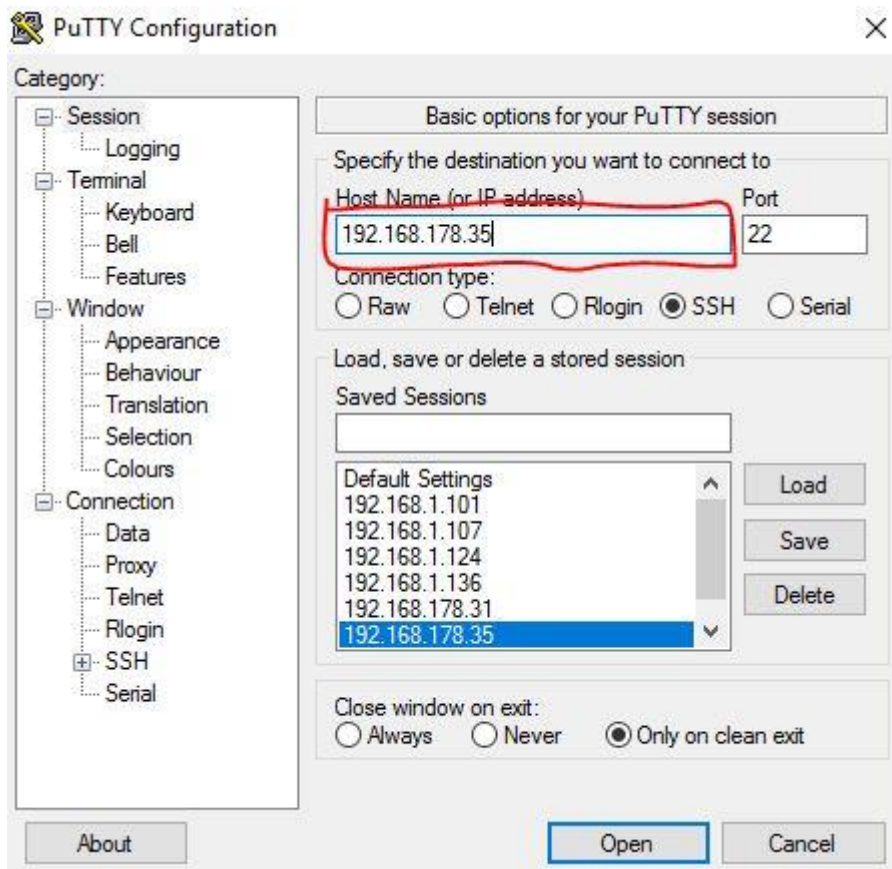 PuTTY Configuration
Category:
Session
Logging
Terminal
Keyboard
Bell
Features
Window
Appearance
Behaviour
Translation
Selection
Colours
Connection
Data
Proxy
Telnet
Rlogin
SSH
Serial
Basic options for your PuTTY session
Specify the destination you want to connect to
Host Name (or IP address) Port
192.168.178.35 22
Connection type:
Raw Telnet Rlogin SSH Serial
Load, save or delete a stored session
Saved Sessions
Default Settings
192.168.1.101
192.168.1.107
192.168.1.124
192.168.1.136
192.168.178.31
192.168.178.35
Load
Save
Delete
Close window on exit:
Always Never Only on clean exit
About Open Cancel